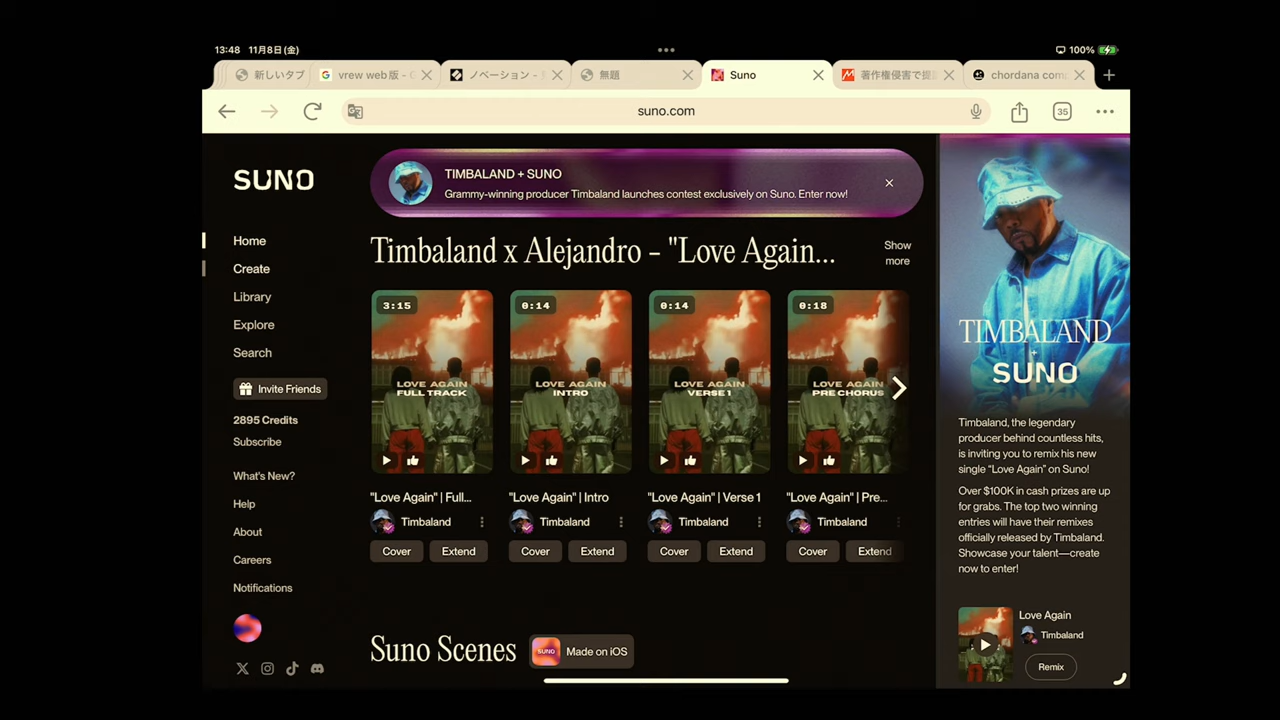 13:48 11月8日(金)
100%
新しいタブ
vrew web版 - G
ノベーション -
無題
Suno
著作権侵害で提
chordana com
suno.com
35
SUNO
TIMBALAND + SUNO
Grammy-winning producer Timbaland launches contest exclusively on Suno. Enter now!
Home
Create
Library
Explore
Search
Invite Friends
2895 Credits
Subscribe
What's New?
Help
About
Careers
Notifications
Timbaland x Alejandro - "Love Again...
Show
more
3:15
0:14
0:14
0:18
LOVE AGAIN
FULL TRACK
LOVE AGAIN
INTRO
LOVE AGAIN
VERSE 1
LOVE AGAIN
PRE CHORUS
"Love Again" | Full...
"Love Again" | Intro
"Love Again" | Verse 1
"Love Again" | Pre...
Timbaland
Timbaland
Timbaland
Timbaland
Cover
Extend
Cover
Extend
Cover
Extend
Cover
Extend
Suno Scenes
SUNO
Made on iOS
TIMBALAND
+
SUNO
Timbaland, the legendary
producer behind countless hits,
is inviting you to remix his new
single “Love Again” on Suno!
Over $100K in cash prizes are up
for grabs. The top two winning
entries will have their remixes
officially released by Timbaland.
Showcase your talent—create
now to enter!
Love Again
Timbaland
Remix